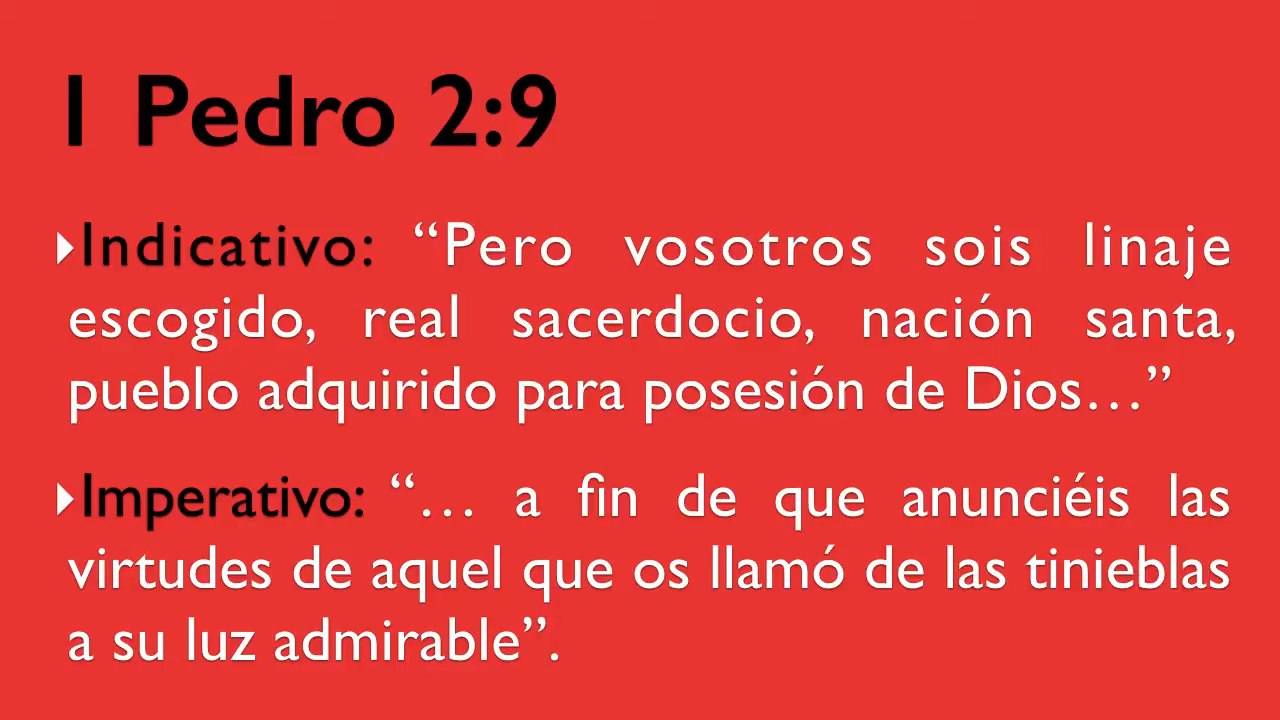 1 Pedro 2:9
Indicativo: “Pero vosotros sois linaje
escogido, real sacerdocio, nación santa,
pueblo adquirido para posesión de Dios…”
Imperativo: “… a fin de que anunciéis las
virtudes de aquel que os llamó de las tinieblas
a su luz admirable”.